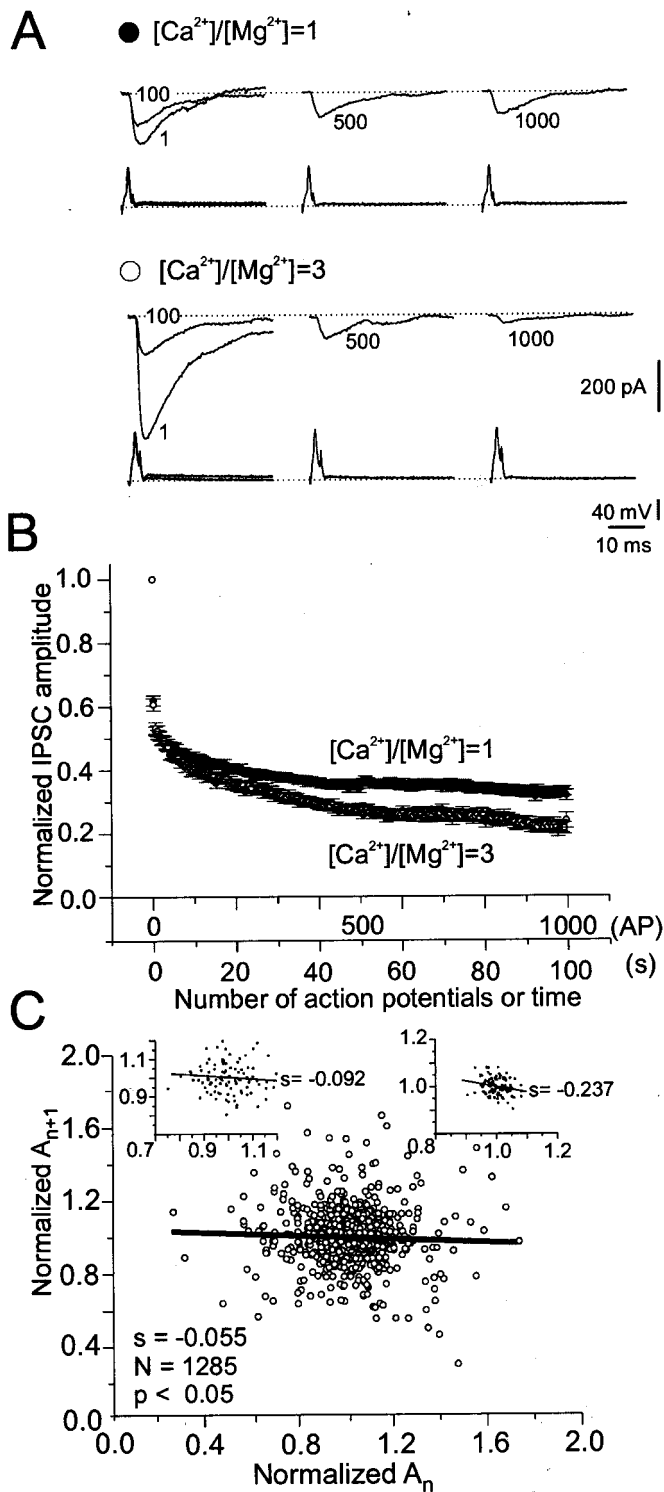 A
[Ca²⁺]/[Mg²⁺]=1
100
1
500
1000
[Ca²⁺]/[Mg²⁺]=3
100
1
500
1000
200 pA
40 mV
10 ms
B
Normalized IPSC amplitude
1.0
0.8
0.6
0.4
0.2
0.0
[Ca²⁺]/[Mg²⁺]=1
[Ca²⁺]/[Mg²⁺]=3
0 500 1000 (AP)
0 20 40 60 80 100 (s)
Number of action potentials or time
C
Normalized Aₙ₊₁
2.0
1.6
1.2
0.8
0.4
0.0
1.1
0.9
0.7 0.9 1.1
s= -0.092
1.2
1.0
0.8
0.8 1.0 1.2
s= -0.237
s = -0.055
N = 1285
p < 0.05
0.0 0.4 0.8 1.2 1.6 2.0
Normalized Aₙ